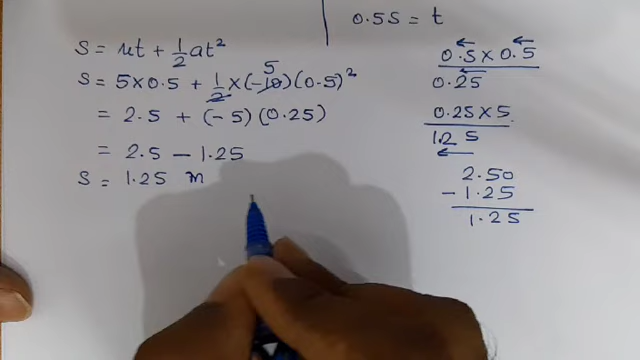 0.5S = t
S = ut + 1/2 at²
S = 5×0.5 + 1/2 × (-10) 5 (0.5)²
= 2.5 + (-5)(0.25)
= 2.5 - 1.25
S = 1.25 m
0.5 × 0.5
0.25
0.25 × 5
1.25
2.50
- 1.25
1.25